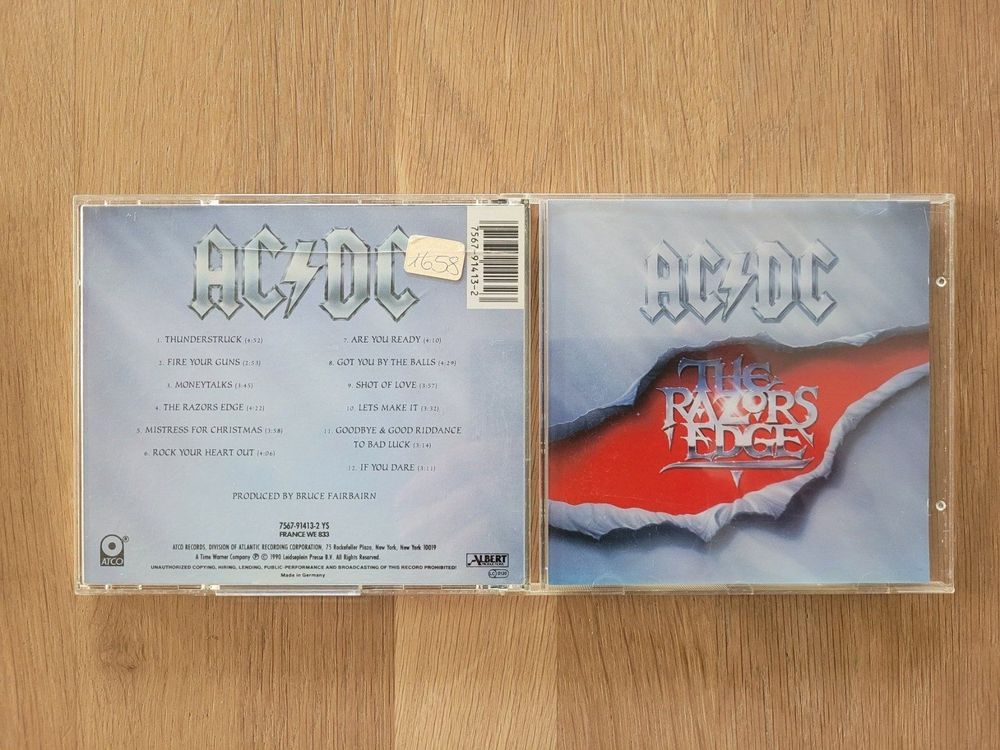 AC/DC
1658
7567-91413-2
1. THUNDERSTRUCK (4:52)
2. FIRE YOUR GUNS (2:53)
3. MONEYTALKS (3:45)
4. THE RAZORS EDGE (4:22)
5. MISTRESS FOR CHRISTMAS (3:58)
6. ROCK YOUR HEART OUT (4:06)
7. ARE YOU READY (4:10)
8. GOT YOU BY THE BALLS (4:29)
9. SHOT OF LOVE (3:57)
10. LETS MAKE IT (3:32)
11. GOODBYE & GOOD RIDDANCE
TO BAD LUCK (3:14)
12. IF YOU DARE (3:11)
PRODUCED BY BRUCE FAIRBAIRN
7567-91413-2 YS
FRANCE WE 833
ATCO RECORDS, DIVISION OF ATLANTIC RECORDING CORPORATION, 75 Rockefeller Plaza, New York, New York 10019
A Time Warner Company ℗ © 1990 Leidseplein Presse B.V. All Rights Reserved.
UNAUTHORIZED COPYING, HIRING, LENDING, PUBLIC-PERFORMANCE AND BROADCASTING OF THIS RECORD PROHIBITED!
Made in Germany
ATCO
®
ALBERT
AC/DC
THE
RAZORS
EDGE